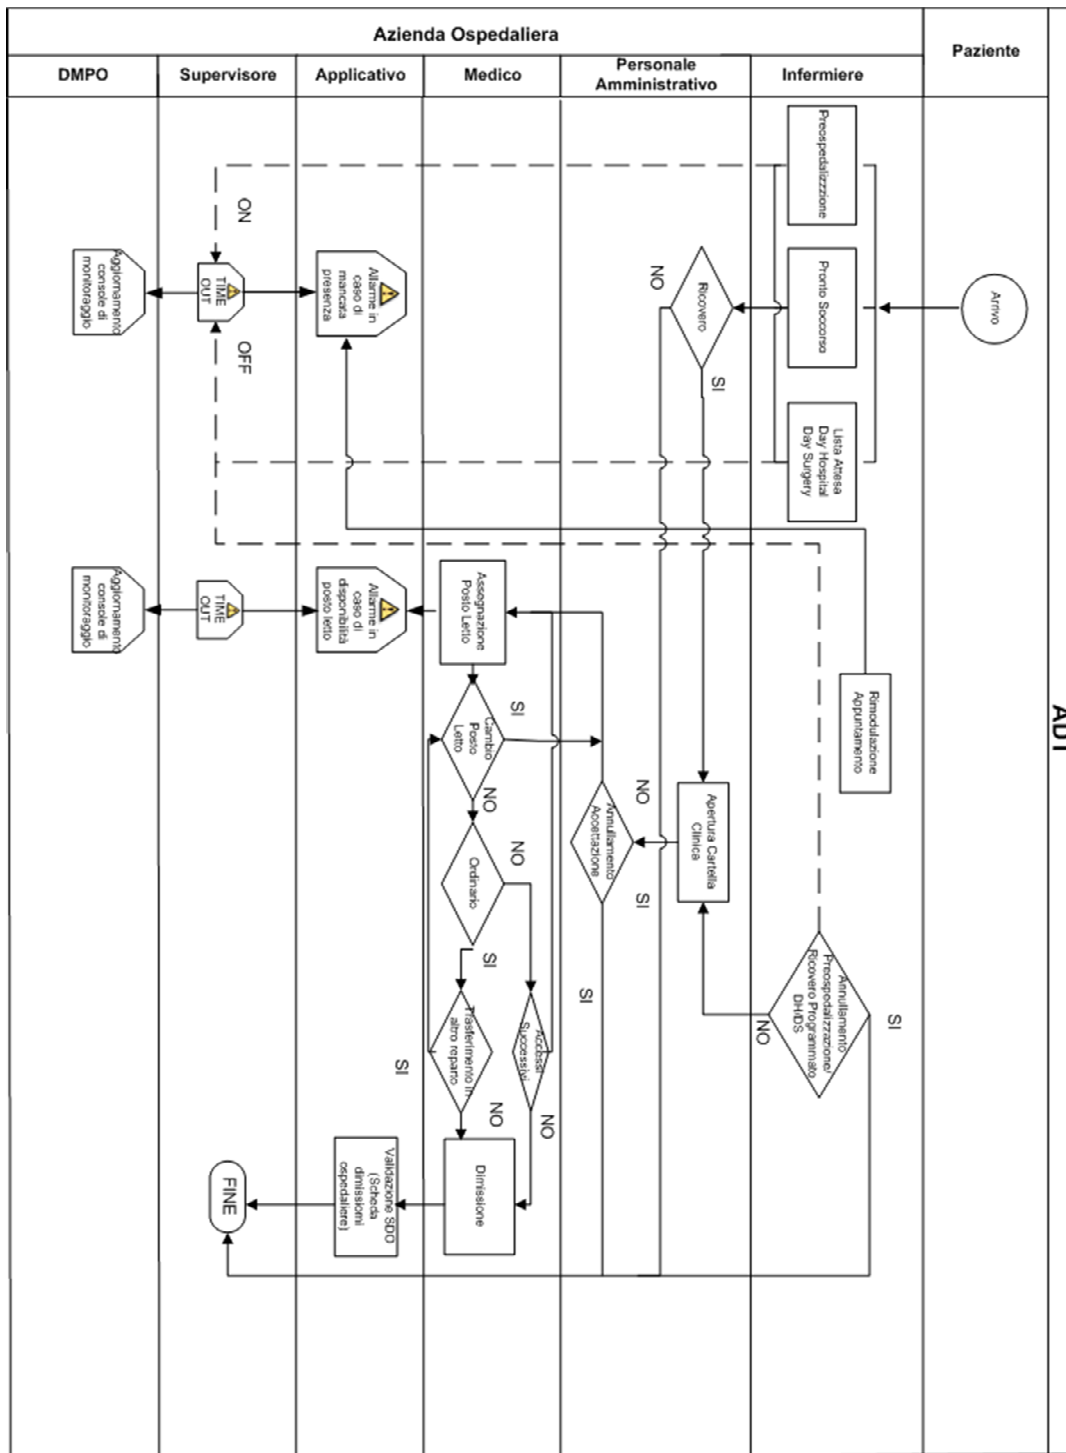 Azienda Ospedaliera
Paziente
DMPO
Supervisore
Applicativo
Medico
Personale
Amministrativo
Infermiere
ADT
Arrivo
Preospedalizzzione
Pronto Soccorso
Lista Attesa
Day Hospital
Day Surgery
Ricovero
NO
SI
ON
OFF
TIME
OUT
Allarme in
caso di
mancata
presenza
Aggiornamento
console di
monitoraggio
Rimodulazione
Appuntamento
Annullamento
Preospedalizzazione/
Ricovero Programmato
DH/DS
SI
NO
Apertura Cartella
Clinica
Annullamento
Accettazione
NO
SI
SI
Assegnazione
Posto Letto
Allarme in
caso di
disponibilità
posto letto
TIME
OUT
Aggiornamento
console di
monitoraggio
Cambio
Posto
Letto
SI
NO
Ordinario
NO
SI
Accessi
Successivi
NO
Trasferimento in
altro reparto
SI
NO
Dimissione
Validazione SDO
(Scheda
dimissiomi
ospedaliere)
FINE